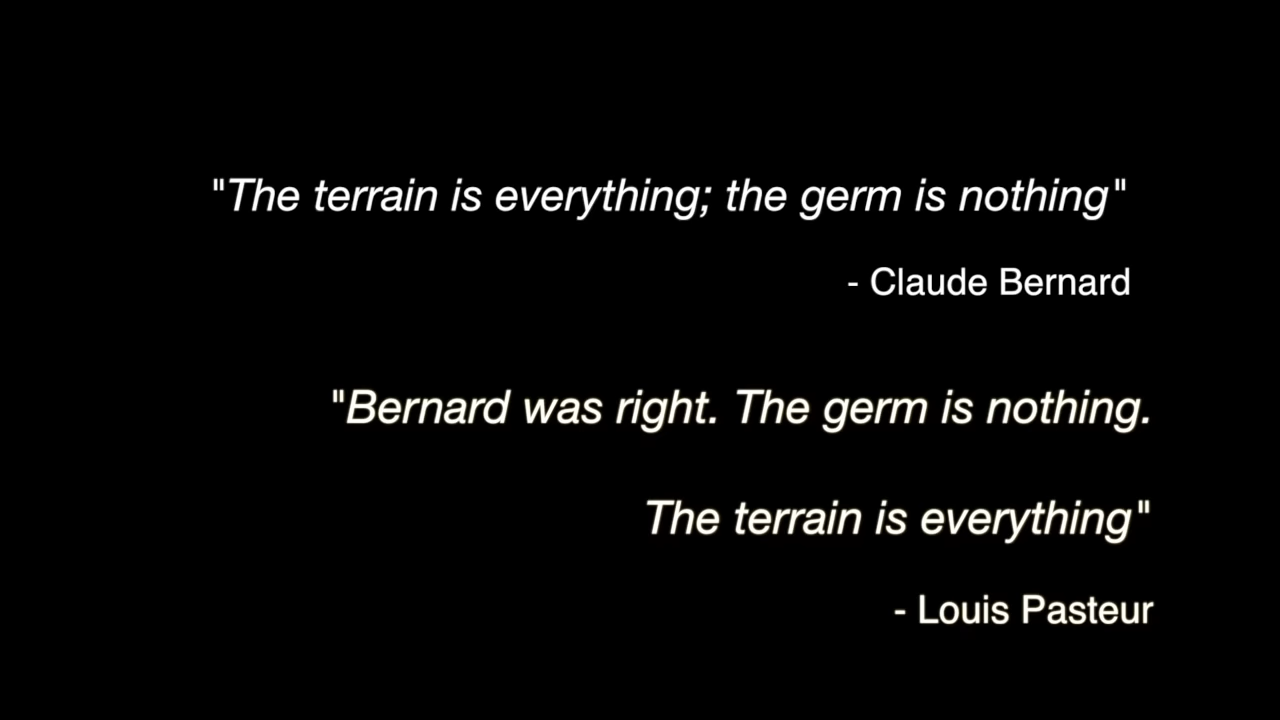 "The terrain is everything; the germ is nothing"
- Claude Bernard
"Bernard was right. The germ is nothing.
The terrain is everything"
- Louis Pasteur